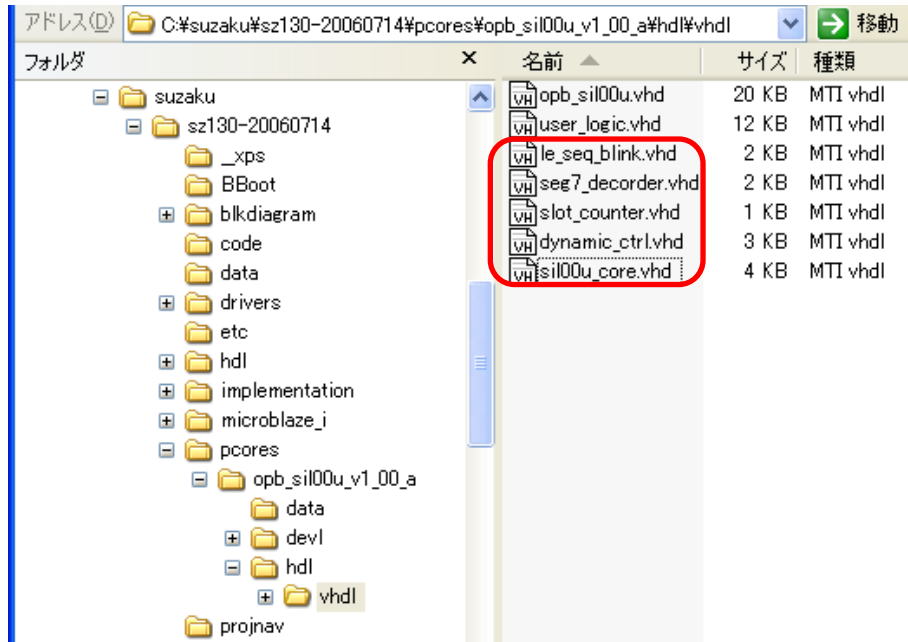 アドレス(D) C:¥suzaku¥sz130-20060714¥pcores¥opb_sil00u_v1_00_a¥hdl¥vhdl 移動
フォルダ ×
suzaku
sz130-20060714
_xps
BBoot
blkdiagram
code
data
drivers
etc
hdl
implementation
microblaze_i
pcores
opb_sil00u_v1_00_a
data
devl
hdl
vhdl
projnav
名前 サイズ 種類
opb_sil00u.vhd 20 KB MTI vhdl
user_logic.vhd 12 KB MTI vhdl
le_seq_blink.vhd 2 KB MTI vhdl
seg7_decorder.vhd 2 KB MTI vhdl
slot_counter.vhd 1 KB MTI vhdl
dynamic_ctrl.vhd 3 KB MTI vhdl
sil00u_core.vhd 4 KB MTI vhdl